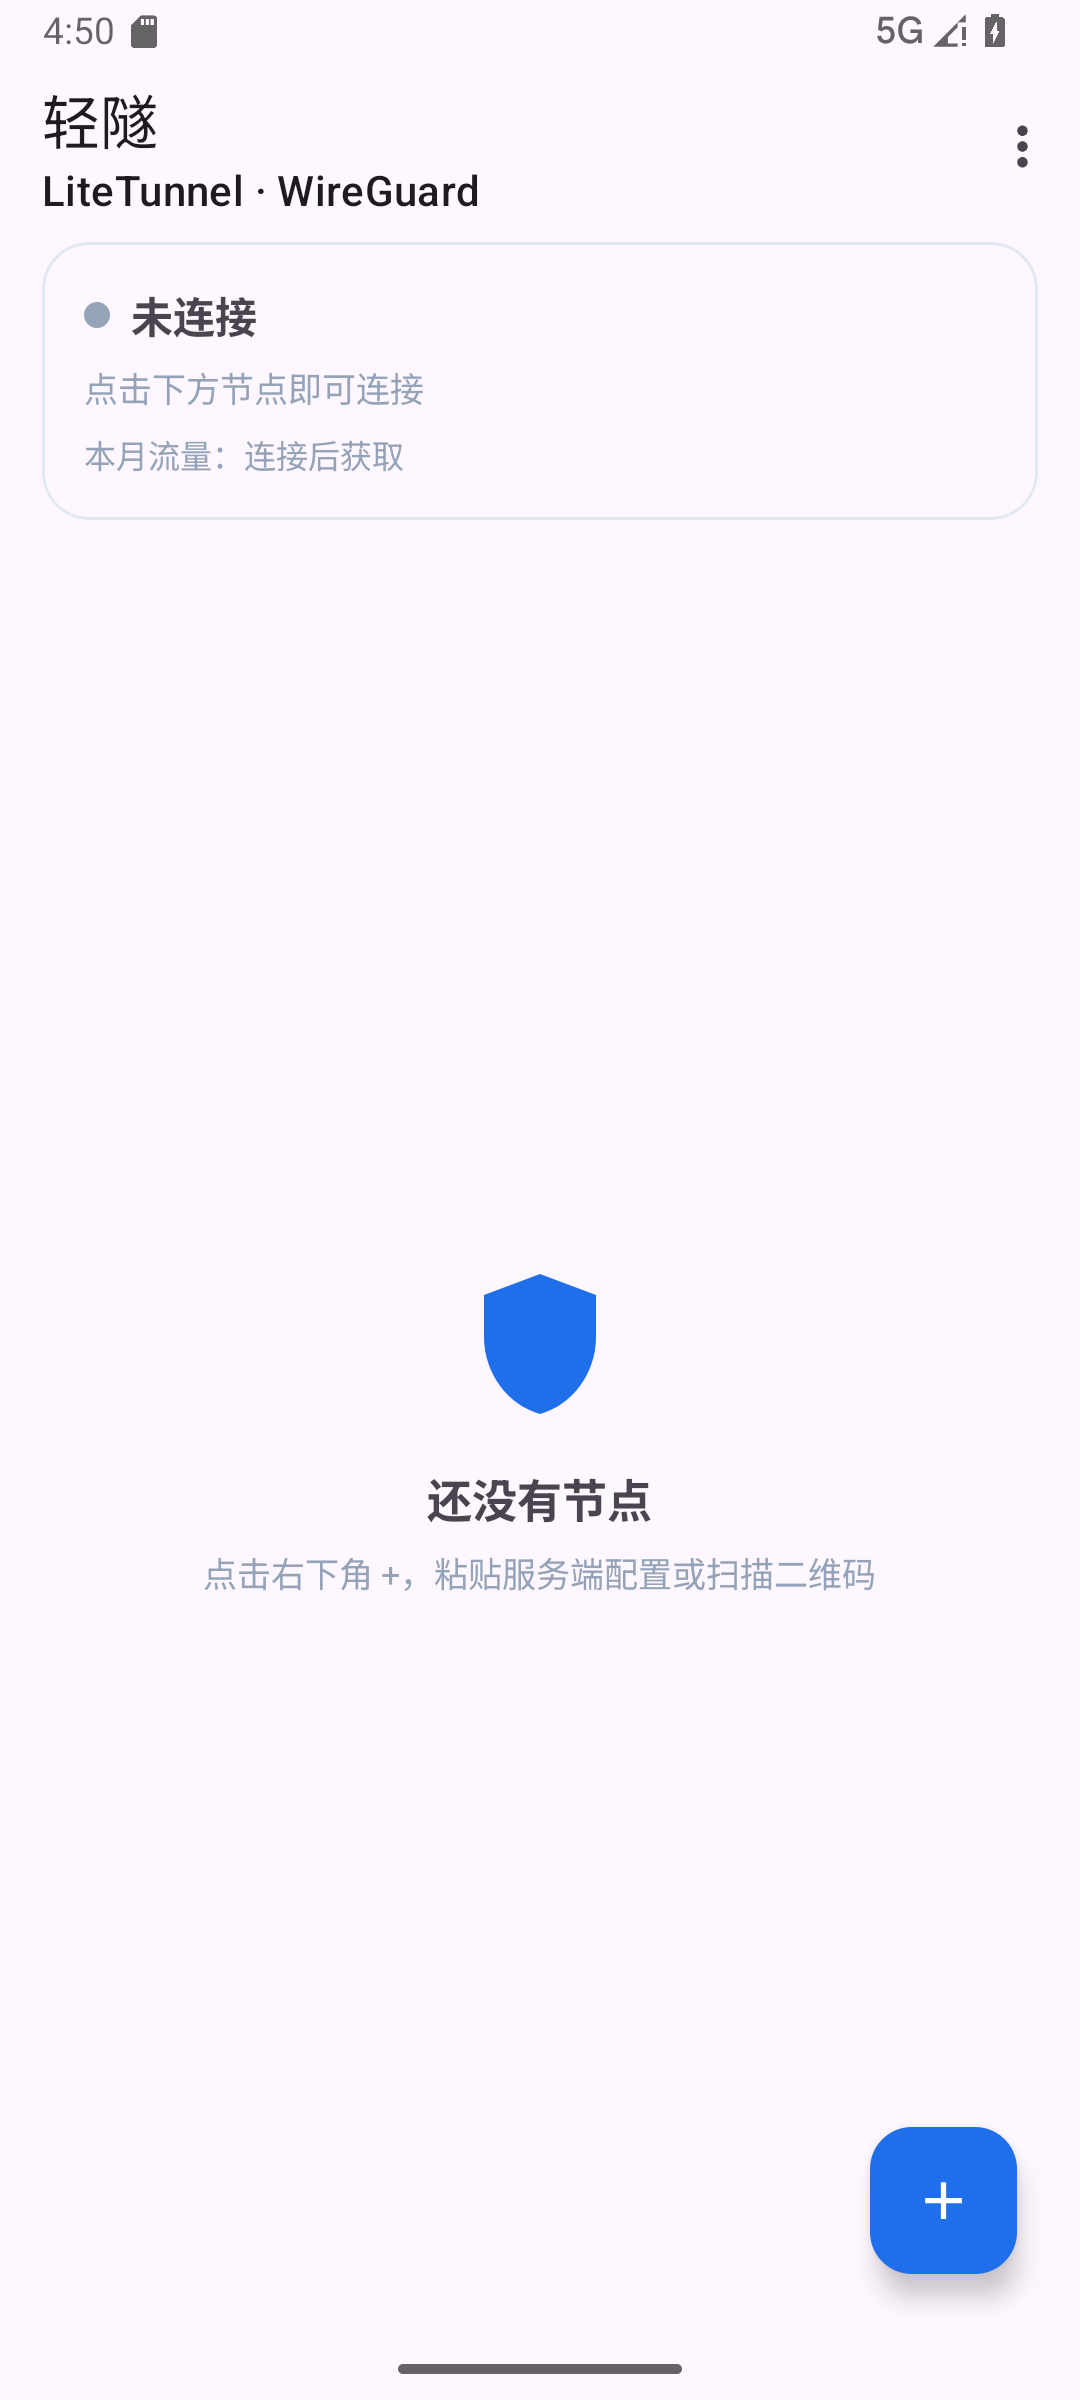 4:50
5G
轻隧
LiteTunnel · WireGuard
未连接
点击下方节点即可连接
本月流量：连接后获取
还没有节点
点击右下角 +，粘贴服务端配置或扫描二维码
+